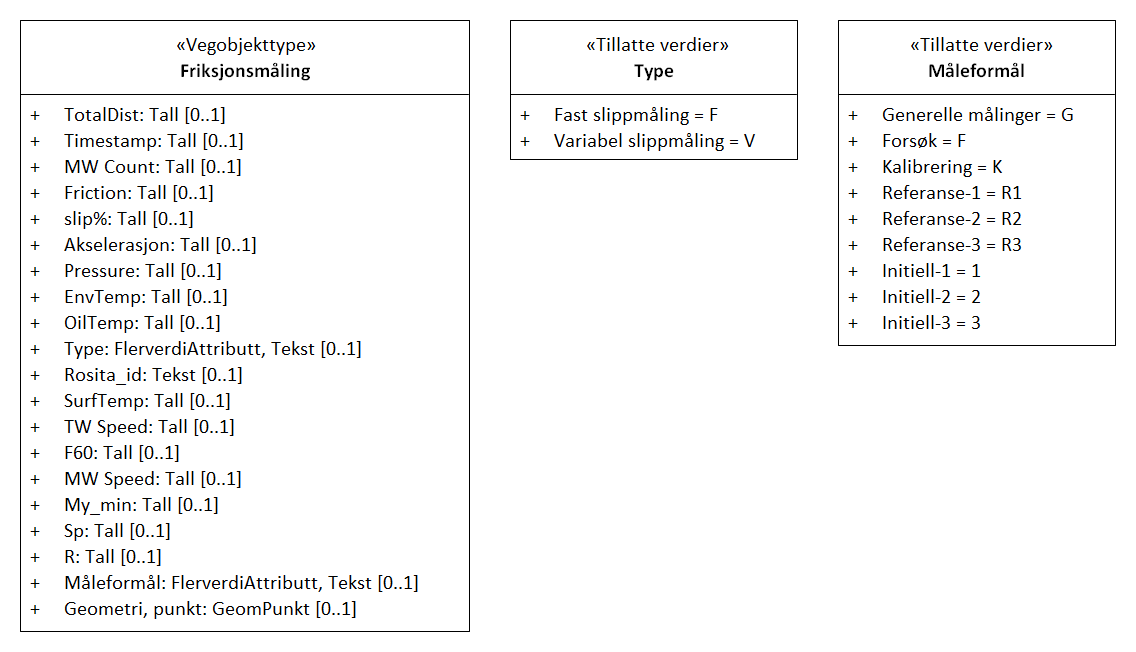 «Vegobjekttype»
Friksjonsmåling
+ TotalDist: Tall [0..1]
+ Timestamp: Tall [0..1]
+ MW Count: Tall [0..1]
+ Friction: Tall [0..1]
+ slip%: Tall [0..1]
+ Akselerasjon: Tall [0..1]
+ Pressure: Tall [0..1]
+ EnvTemp: Tall [0..1]
+ OilTemp: Tall [0..1]
+ Type: FlerverdiAttributt, Tekst [0..1]
+ Rosita_id: Tekst [0..1]
+ SurfTemp: Tall [0..1]
+ TW Speed: Tall [0..1]
+ F60: Tall [0..1]
+ MW Speed: Tall [0..1]
+ My_min: Tall [0..1]
+ Sp: Tall [0..1]
+ R: Tall [0..1]
+ Måleformål: FlerverdiAttributt, Tekst [0..1]
+ Geometri, punkt: GeomPunkt [0..1]
«Tillatte verdier»
Type
+ Fast slippmåling = F
+ Variabel slippmåling = V
«Tillatte verdier»
Måleformål
+ Generelle målinger = G
+ Forsøk = F
+ Kalibrering = K
+ Referanse-1 = R1
+ Referanse-2 = R2
+ Referanse-3 = R3
+ Initiell-1 = 1
+ Initiell-2 = 2
+ Initiell-3 = 3